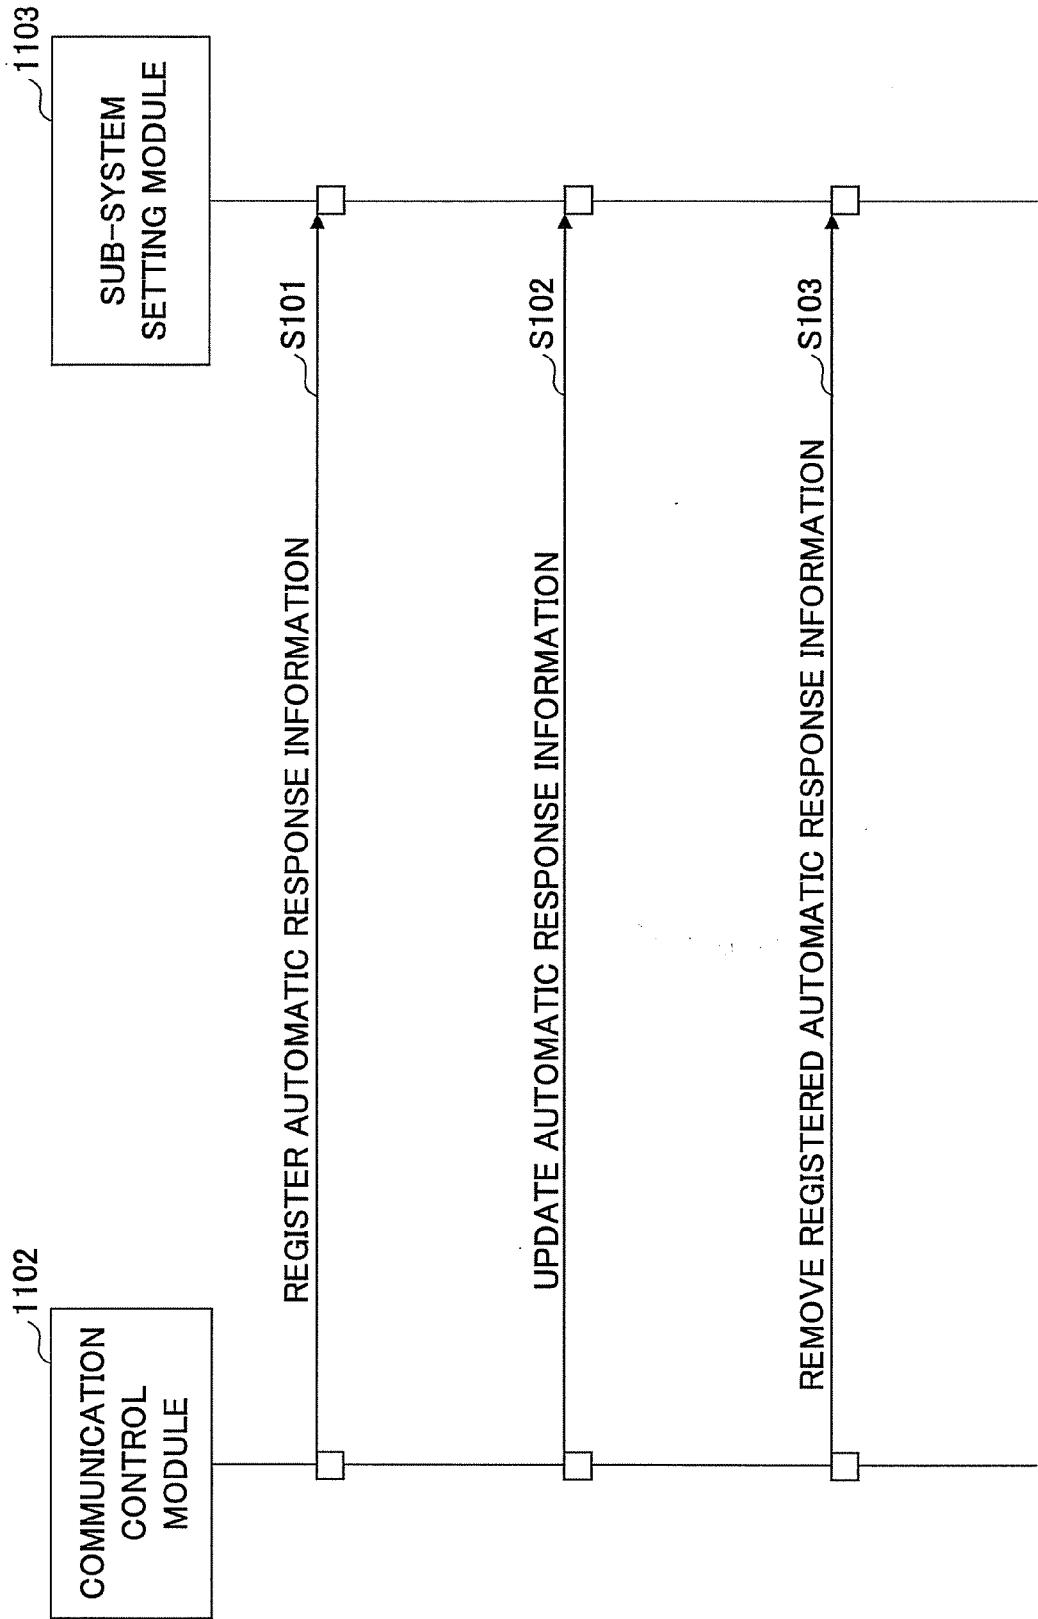 1102
COMMUNICATION
CONTROL
MODULE
1103
SUB-SYSTEM
SETTING MODULE
REGISTER AUTOMATIC RESPONSE INFORMATION
S101
UPDATE AUTOMATIC RESPONSE INFORMATION
S102
REMOVE REGISTERED AUTOMATIC RESPONSE INFORMATION
S103